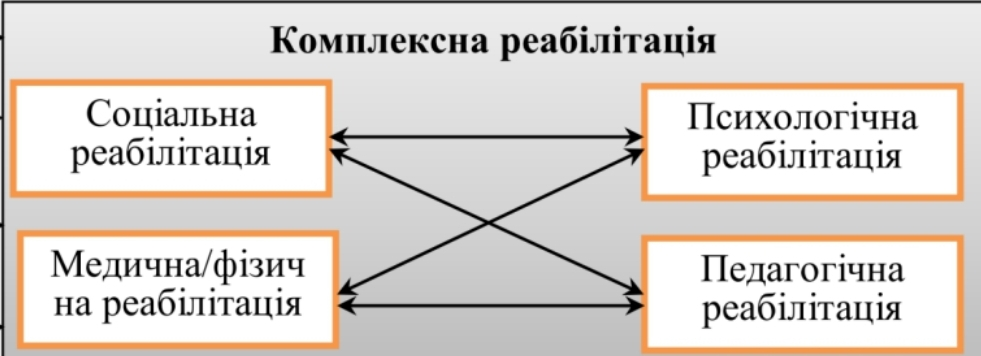 Комплексна реабілітація
Соціальна
реабілітація
Психологічна
реабілітація
Медична/фізич
на реабілітація
Педагогічна
реабілітація